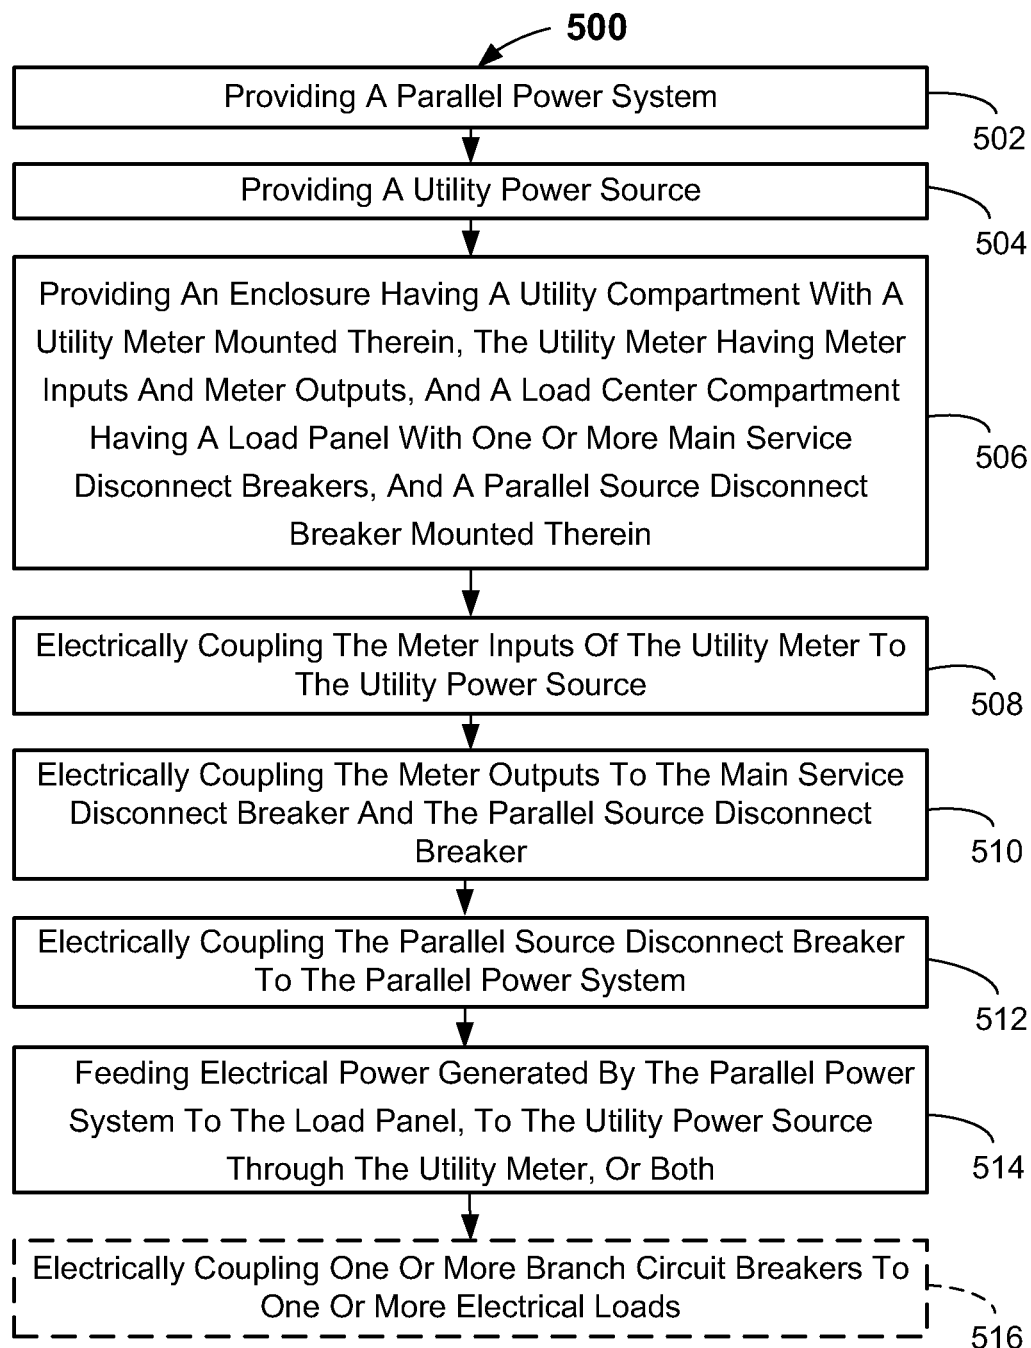 500
Providing A Parallel Power System
502
Providing A Utility Power Source
504
Providing An Enclosure Having A Utility Compartment With A
Utility Meter Mounted Therein, The Utility Meter Having Meter
Inputs And Meter Outputs, And A Load Center Compartment
Having A Load Panel With One Or More Main Service
Disconnect Breakers, And A Parallel Source Disconnect
Breaker Mounted Therein
506
Electrically Coupling The Meter Inputs Of The Utility Meter To
The Utility Power Source
508
Electrically Coupling The Meter Outputs To The Main Service
Disconnect Breaker And The Parallel Source Disconnect
Breaker
510
Electrically Coupling The Parallel Source Disconnect Breaker
To The Parallel Power System
512
Feeding Electrical Power Generated By The Parallel Power
System To The Load Panel, To The Utility Power Source
Through The Utility Meter, Or Both
514
Electrically Coupling One Or More Branch Circuit Breakers To
One Or More Electrical Loads
516